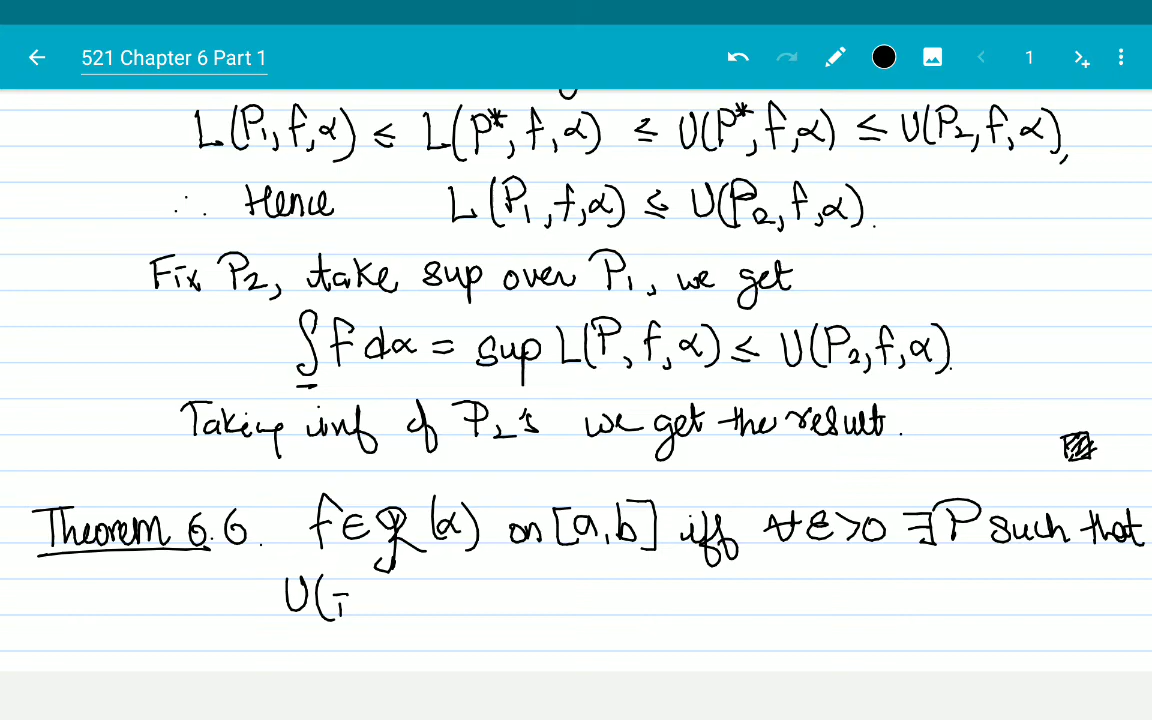 521 Chapter 6 Part 1
1
L(P₁, f, α) ≤ L(P*, f, α) ≤ U(P*, f, α) ≤ U(P₂, f, α),
∴ Hence L(P₁, f, α) ≤ U(P₂, f, α).
Fix P₂, take sup over P₁, we get
∫ f dα = sup L(P, f, α) ≤ U(P₂, f, α).
Taking inf of P₂'s we get the result.
Theorem 6.6. f ∈ ℛ(α) on [a, b] iff ∀ ε > 0 ∃ P such that
U(